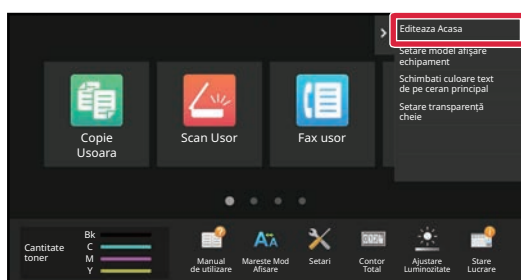 Editeaza Acasa
Setare model afișare
echipament
Schimbati culoare text
de pe ceran principal
Setare transparență
cheie
Copie
Usoara
Scan Usor
Fax usor
Cantitate
toner
Bk
C
M
Y
Manual
de utilizare
Mareste Mod
Afisare
Setari
Contor
Total
Ajustare
Luminozitate
Stare
Lucrare